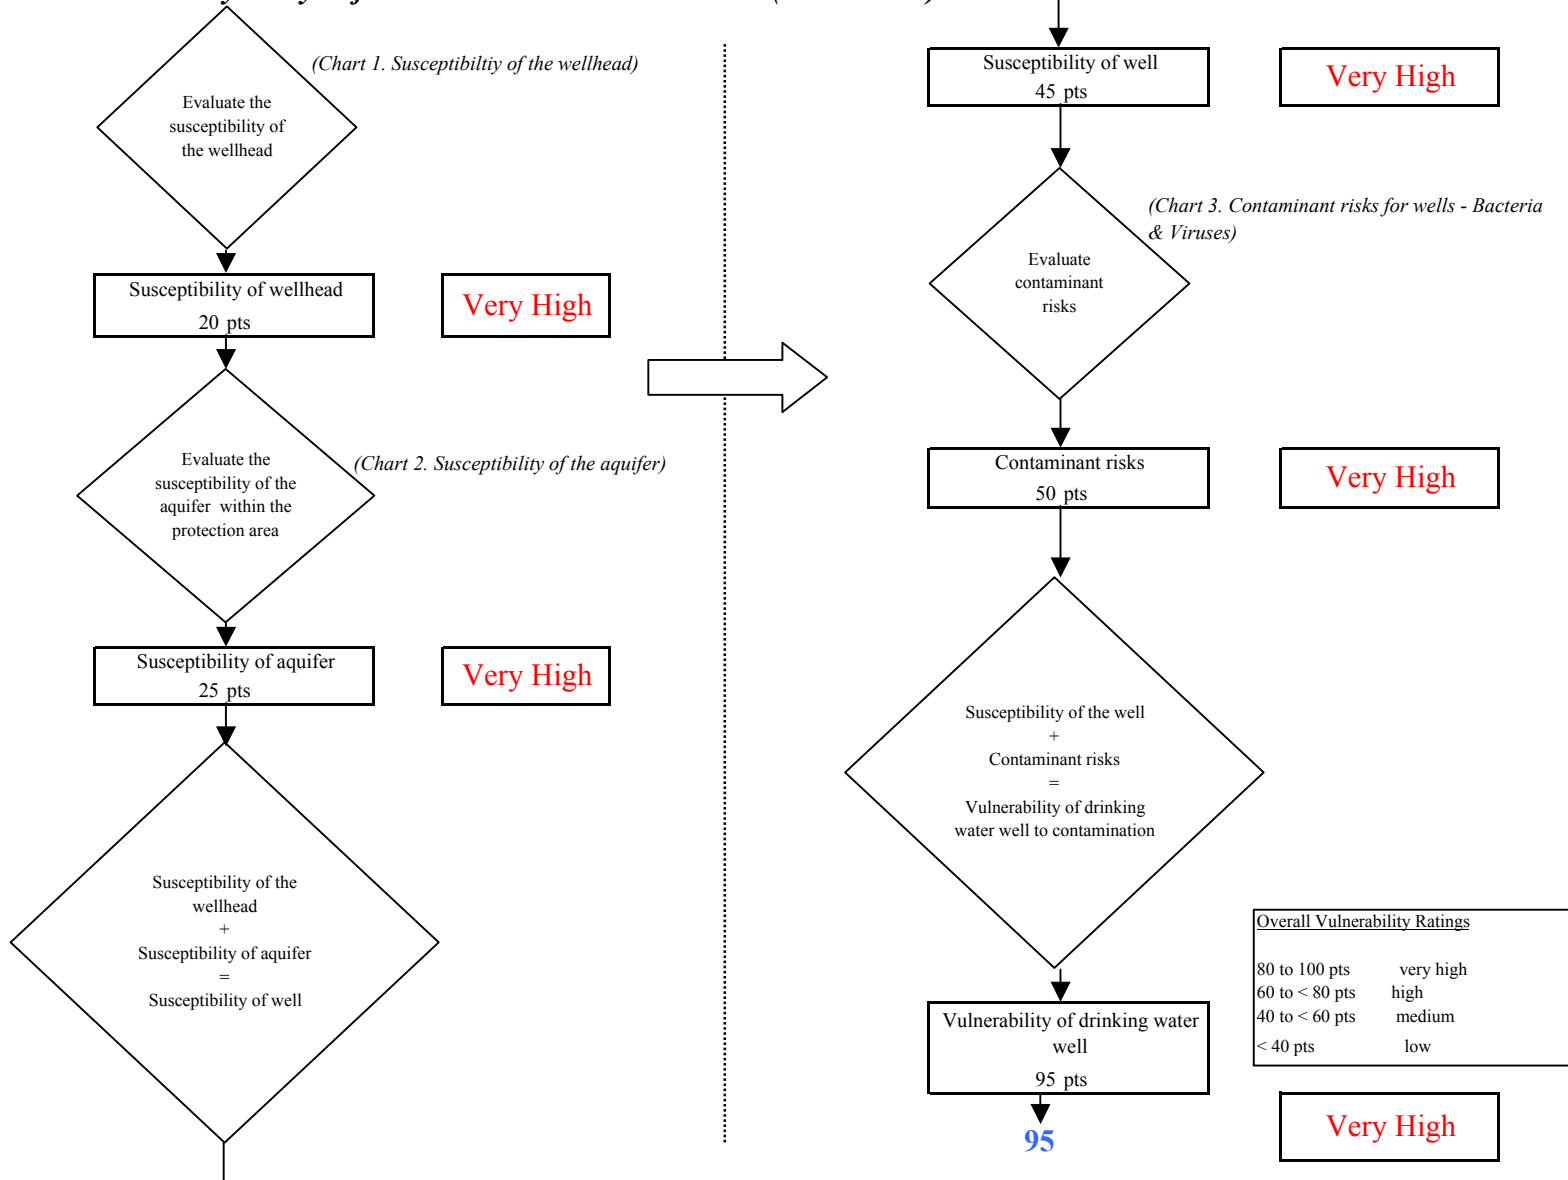 (Chart 1. Susceptibiltiy of the wellhead)
Evaluate the
susceptibility of
the wellhead
Susceptibility of wellhead
20 pts
Very High
Evaluate the
susceptibility of the
aquifer within the
protection area
(Chart 2. Susceptibility of the aquifer)
Susceptibility of aquifer
25 pts
Very High
Susceptibility of the
wellhead
+
Susceptibility of aquifer
=
Susceptibility of well
Susceptibility of well
45 pts
Very High
(Chart 3. Contaminant risks for wells - Bacteria
& Viruses)
Evaluate
contaminant
risks
Contaminant risks
50 pts
Very High
Susceptibility of the well
+
Contaminant risks
=
Vulnerability of drinking
water well to contamination
Overall Vulnerability Ratings
80 to 100 pts very high
60 to < 80 pts high
40 to < 60 pts medium
< 40 pts low
Vulnerability of drinking water
well
95 pts
95
Very High